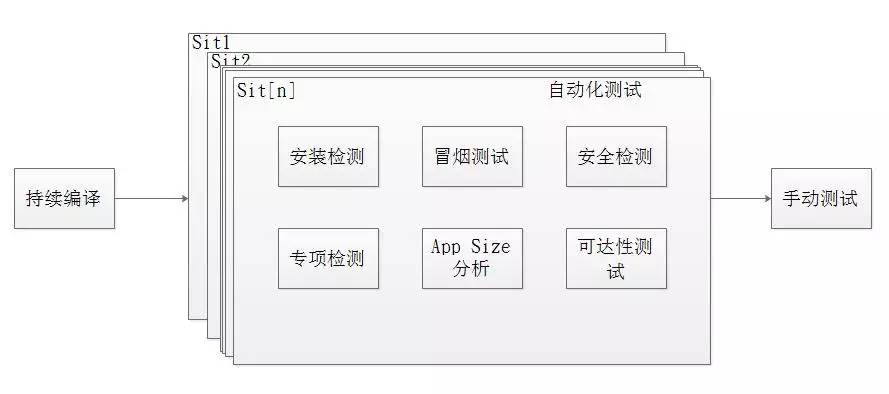 Sit1
Sit2
Sit[n]
自动化测试
安装检测
冒烟测试
安全检测
持续编译
手动测试
专项检测
App Size
分析
可达性测
试